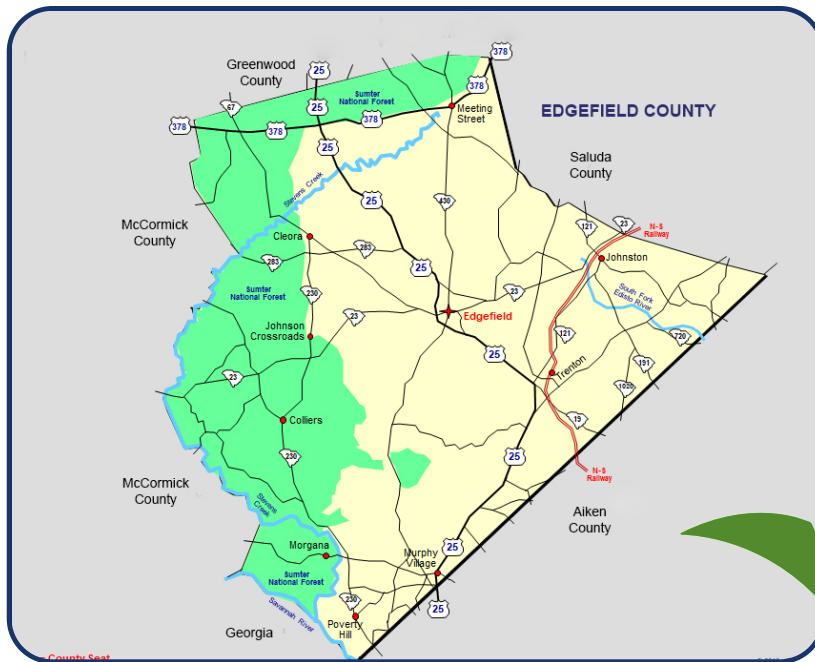 378
Greenwood
County
25
378
67
Sumter
National Forest
25
Meeting
Street
EDGEFIELD COUNTY
378
378
378
25
Saluda
County
Stevens Creek
25
430
McCormick
County
121
23
N-S
Railway
Cleora
283
Johnston
283
25
Sumter
National Forest
230
23
South Fork
Edisto River
23
Edgefield
Johnson
Crossroads
121
720
25
191
Trenton
23
1020
Colliers
19
230
25
N-S
Railway
McCormick
County
Stevens
Creek
Aiken
County
Morgana
Murphy
Village
25
Sumter
National Forest
230
25
Savannah River
Poverty
Hill
Georgia
County Seat